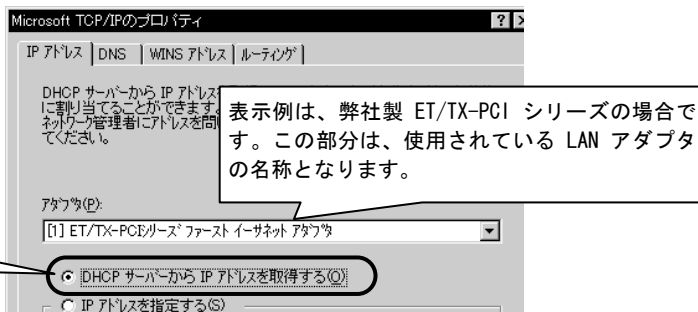 Microsoft TCP/IPのプロパティ
IP アドレス
DNS
WINS アドレス
ルーティング
DHCP サーバーから IP アドレス
に割り当てることができます。
ネットワーク管理者にアドレスを問
てください。
表示例は、弊社製 ET/TX-PCI シリーズの場合で
す。この部分は、使用されている LAN アダプタ
の名称となります。
アダプタ(P):
[1] ET/TX-PCIシリーズ ファースト イーサネット アダプタ
DHCP サーバーから IP アドレスを取得する(O)
IP アドレスを指定する(S)